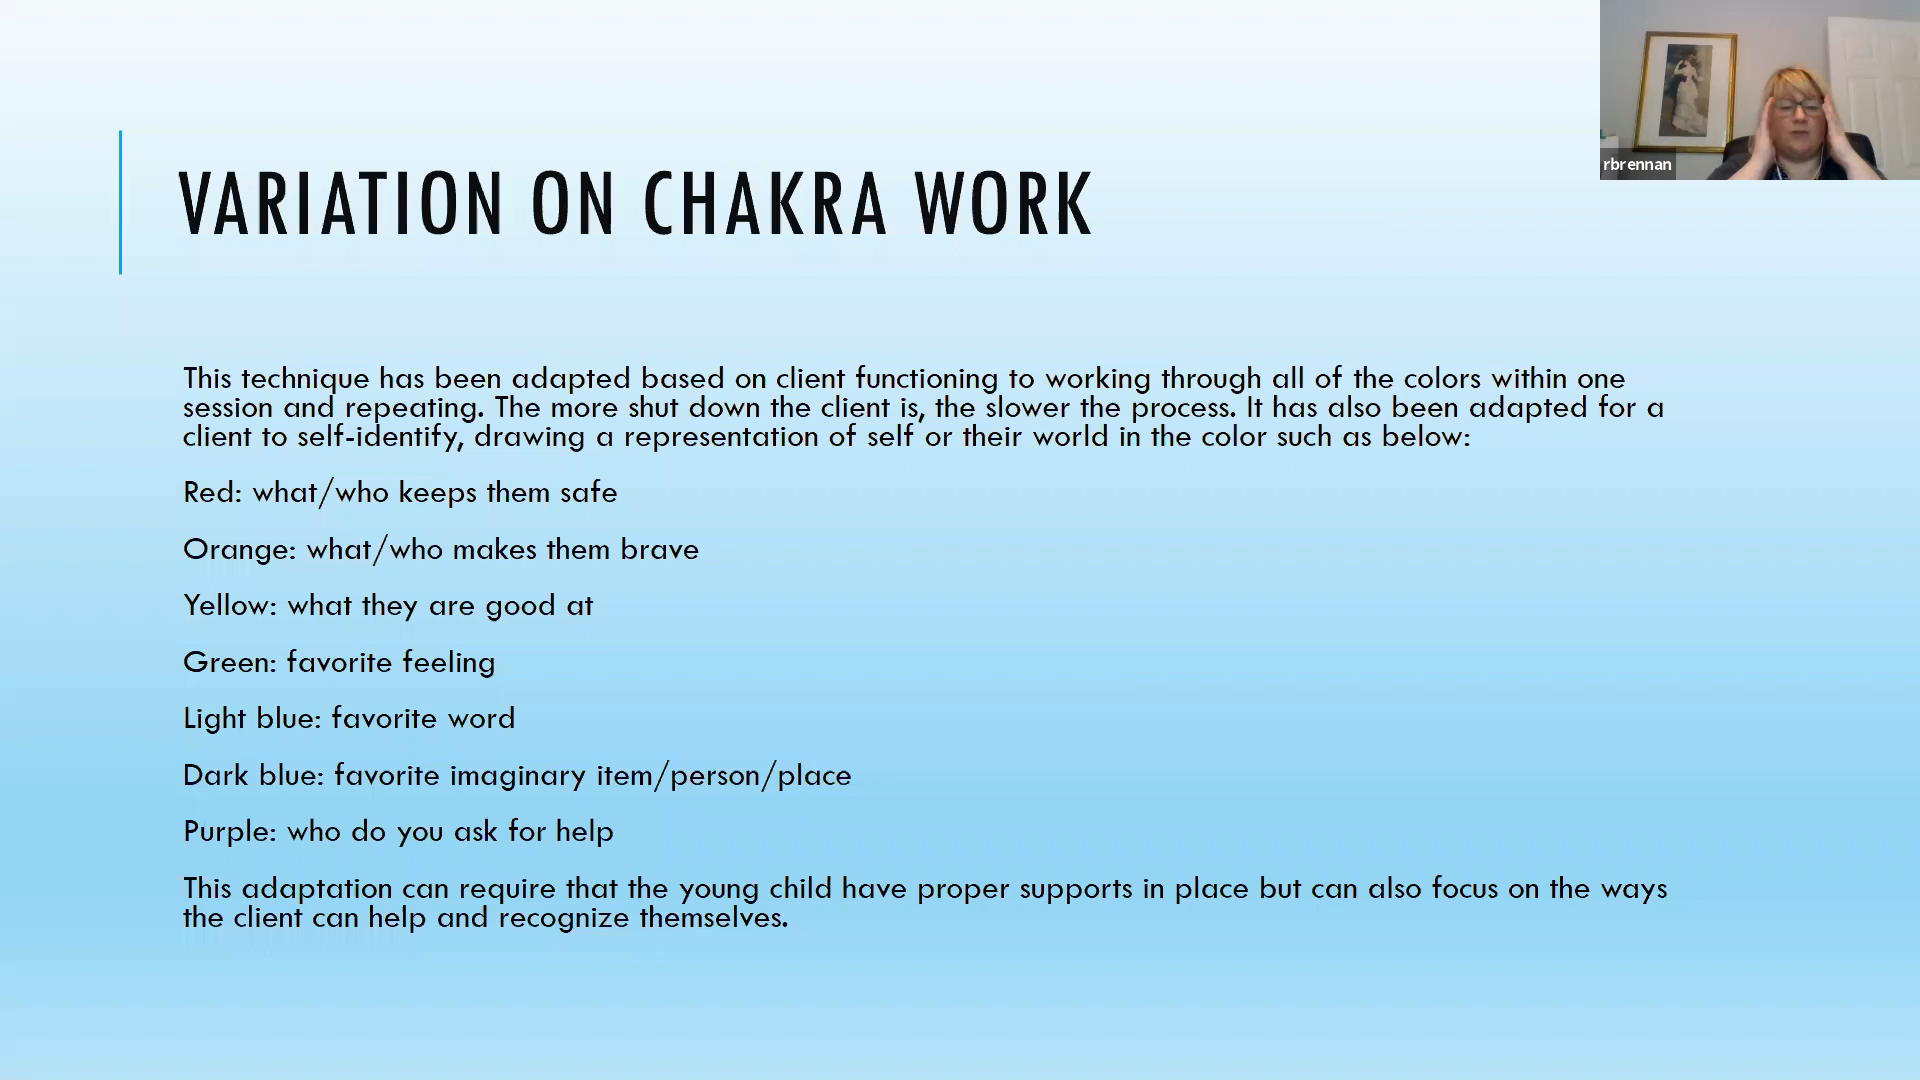 rbrennan
VARIATION ON CHAKRA WORK
This technique has been adapted based on client functioning to working through all of the colors within one
session and repeating. The more shut down the client is, the slower the process. It has also been adapted for a
client to self-identify, drawing a representation of self or their world in the color such as below:
Red: what/who keeps them safe
Orange: what/who makes them brave
Yellow: what they are good at
Green: favorite feeling
Light blue: favorite word
Dark blue: favorite imaginary item/person/place
Purple: who do you ask for help
This adaptation can require that the young child have proper supports in place but can also focus on the ways
the client can help and recognize themselves.